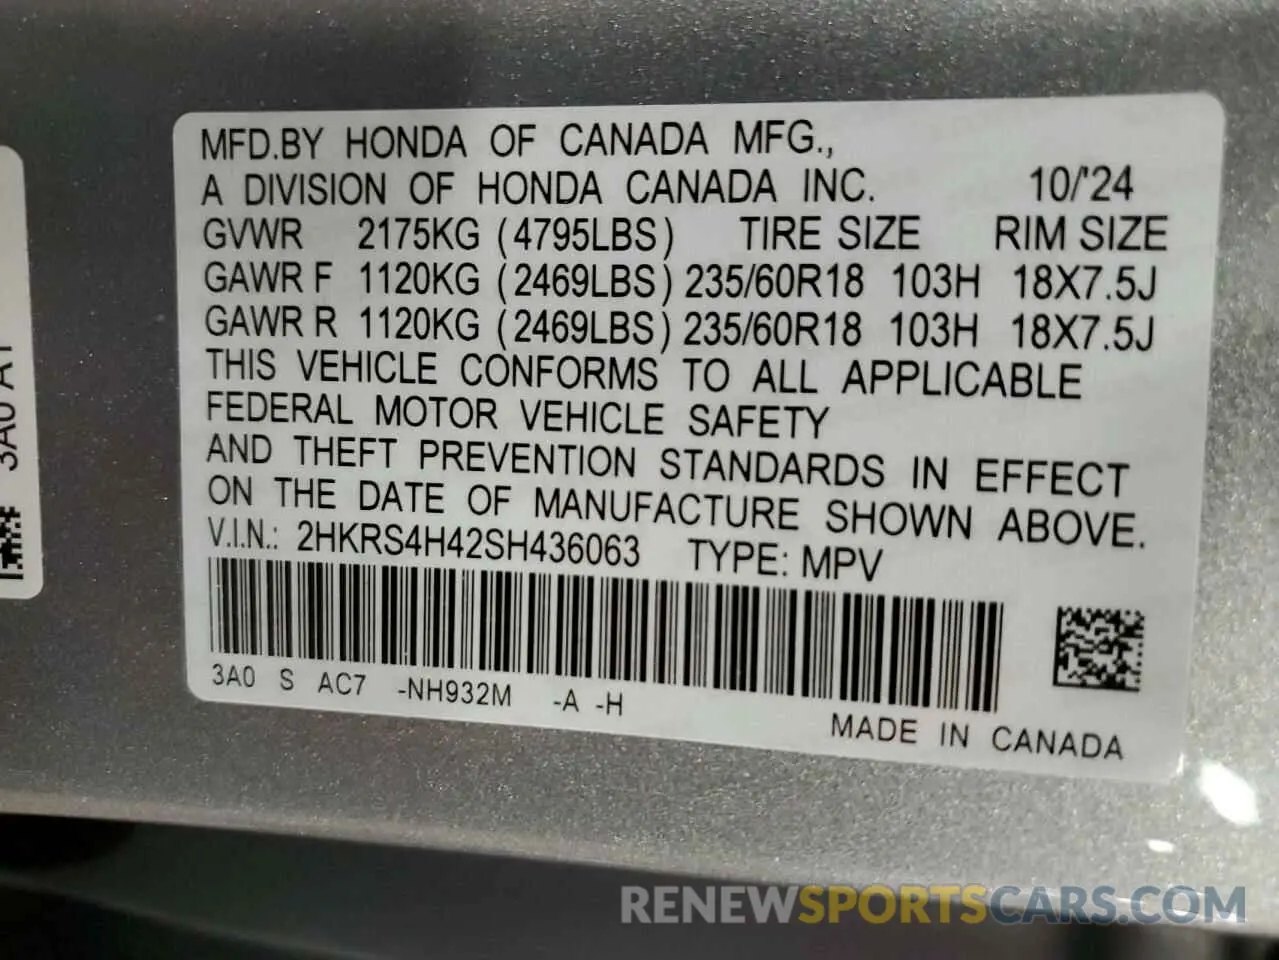 MFD.BY HONDA OF CANADA MFG.,
A DIVISION OF HONDA CANADA INC. 10/'24
GVWR 2175KG (4795LBS) TIRE SIZE RIM SIZE
GAWR F 1120KG (2469LBS) 235/60R18 103H 18X7.5J
GAWR R 1120KG (2469LBS) 235/60R18 103H 18X7.5J
THIS VEHICLE CONFORMS TO ALL APPLICABLE
FEDERAL MOTOR VEHICLE SAFETY
AND THEFT PREVENTION STANDARDS IN EFFECT
ON THE DATE OF MANUFACTURE SHOWN ABOVE.
V.I.N.: 2HKRS4H42SH436063 TYPE: MPV
3A0 S AC7 -NH932M -A -H
MADE IN CANADA
3A0 A1
RENEWSPORTSCARS.COM